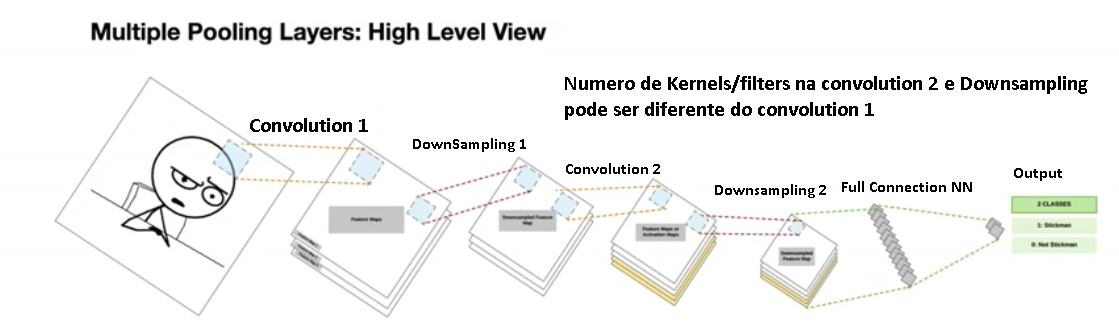 Multiple Pooling Layers: High Level View
Numero de Kernels/filters na convolution 2 e Downsampling
pode ser diferente do convolution 1
Convolution 1
DownSampling 1
Convolution 2
Downsampling 2
Full Connection NN
Output
Feature Maps
Downsampled Feature
Map
Feature Maps or
Activation Maps
Downsampled
Feature Map
2 CLASSES
1: Stickman
0: Not Stickman